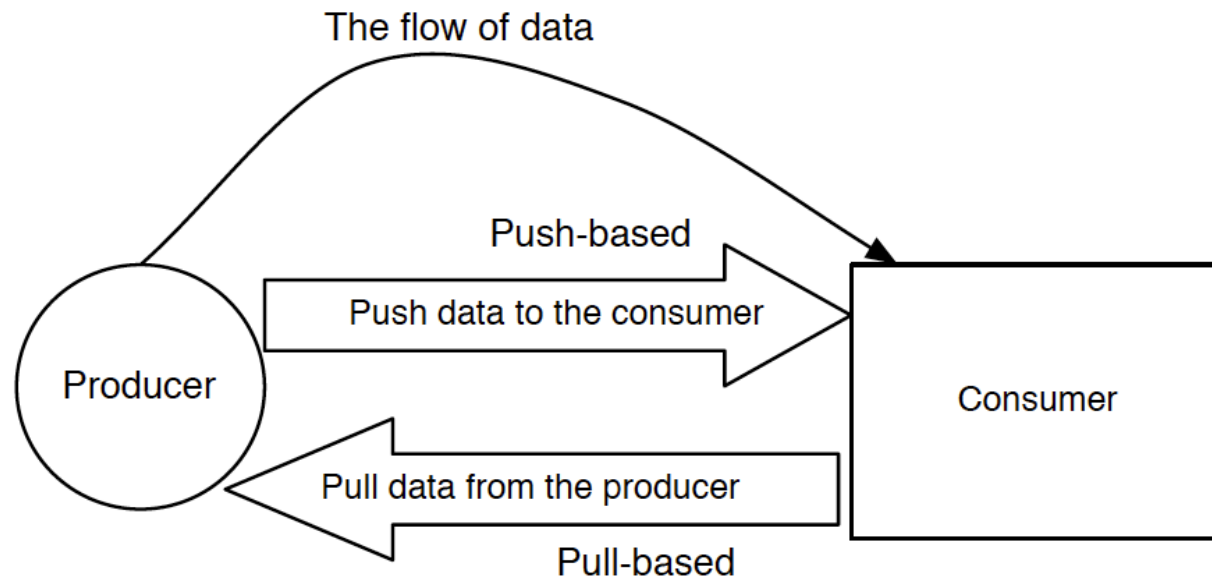 The flow of data
Push-based
Push data to the consumer
Producer
Consumer
Pull data from the producer
Pull-based